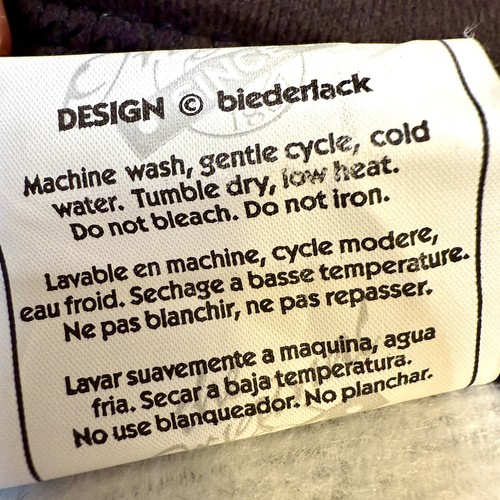 DESIGN © biederlack
Machine wash, gentle cycle, cold
water. Tumble dry, low heat.
Do not bleach. Do not iron.
Lavable en machine, cycle modere,
eau froid. Sechage a basse temperature.
Ne pas blanchir, ne pas repasser.
Lavar suavemente a maquina, agua
fria. Secar a baja temperatura.
No use blanqueador. No planchar.